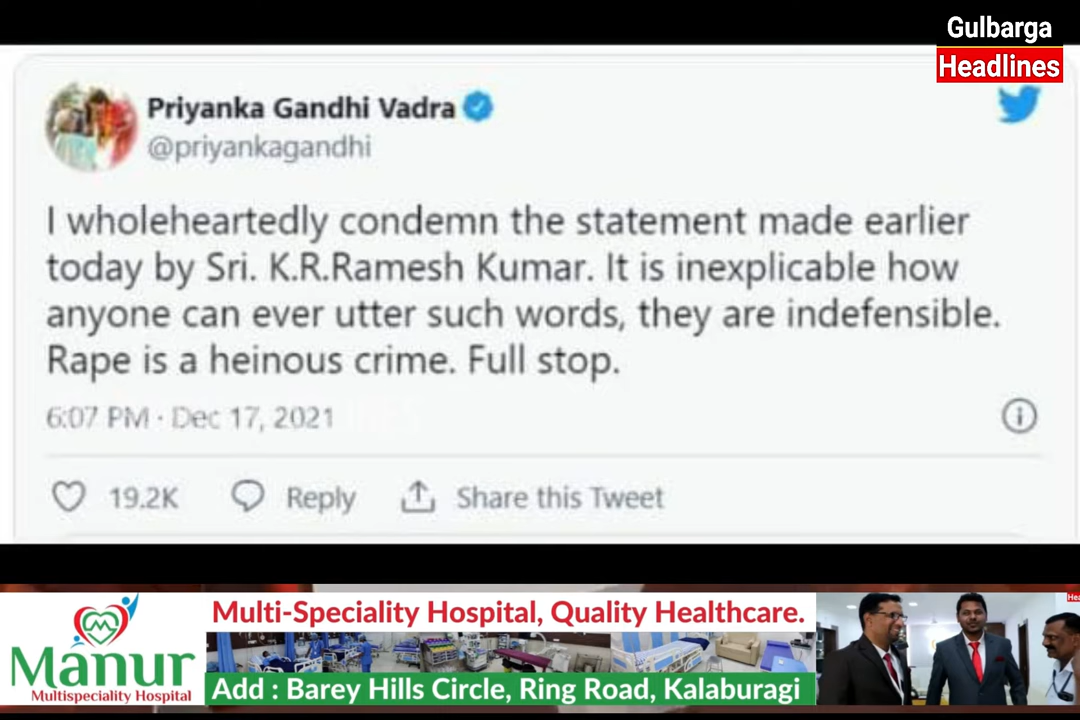 Gulbarga
Headlines
Priyanka Gandhi Vadra
@priyankagandhi
I wholeheartedly condemn the statement made earlier
today by Sri. K.R.Ramesh Kumar. It is inexplicable how
anyone can ever utter such words, they are indefensible.
Rape is a heinous crime. Full stop.
6:07 PM · Dec 17, 2021
19.2K Reply Share this Tweet
Multi-Speciality Hospital, Quality Healthcare.
Manur
Multispeciality Hospital
Add : Barey Hills Circle, Ring Road, Kalaburagi